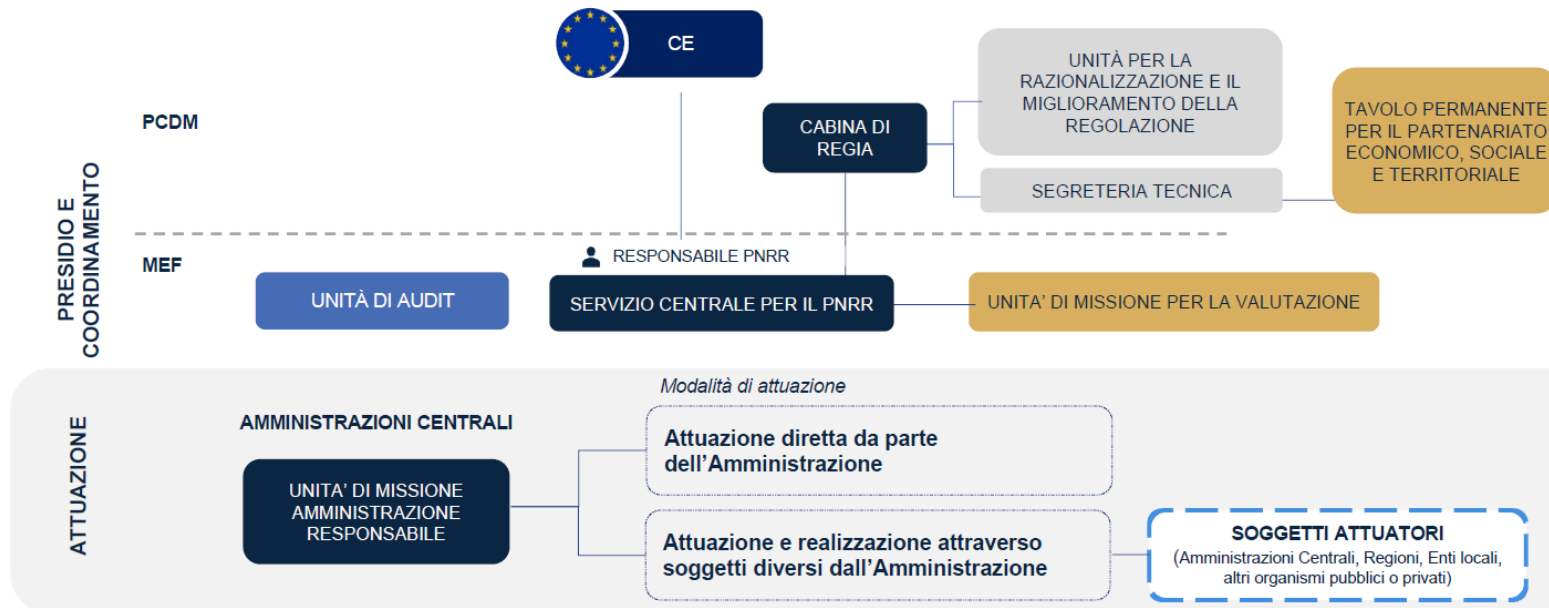 CE
PCDM
CABINA DI
REGIA
UNITÀ PER LA
RAZIONALIZZAZIONE E IL
MIGLIORAMENTO DELLA
REGOLAZIONE
SEGRETERIA TECNICA
TAVOLO PERMANENTE
PER IL PARTENARIATO
ECONOMICO, SOCIALE
E TERRITORIALE
PRESIDIO E
COORDINAMENTO
MEF
RESPONSABILE PNRR
UNITÀ DI AUDIT
SERVIZIO CENTRALE PER IL PNRR
UNITA' DI MISSIONE PER LA VALUTAZIONE
ATTUAZIONE
Modalità di attuazione
AMMINISTRAZIONI CENTRALI
UNITA' DI MISSIONE
AMMINISTRAZIONE
RESPONSABILE
Attuazione diretta da parte
dell'Amministrazione
Attuazione e realizzazione attraverso
soggetti diversi dall'Amministrazione
SOGGETTI ATTUATORI
(Amministrazioni Centrali, Regioni, Enti locali,
altri organismi pubblici o privati)